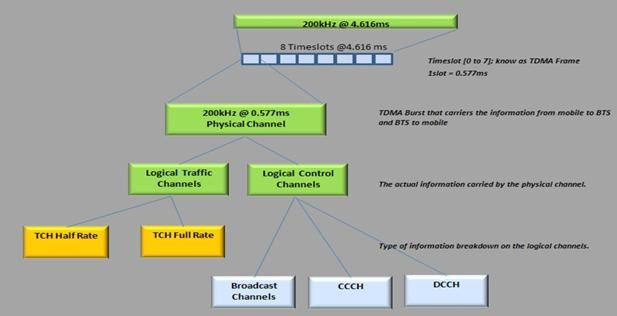 200kHz @ 4.616ms
8 Timeslots @4.616 ms
Timeslot [0 to 7]; know as TDMA Frame
1slot = 0.577ms
200kHz @ 0.577ms
Physical Channel
TDMA Burst that carriers the information from mobile to BTS
and BTS to mobile
Logical Traffic
Channels
Logical Control
Channels
The actual information carried by the physical channel.
TCH Half Rate
TCH Full Rate
Type of information breakdown on the logical channels.
Broadcast
Channels
CCCH
DCCH